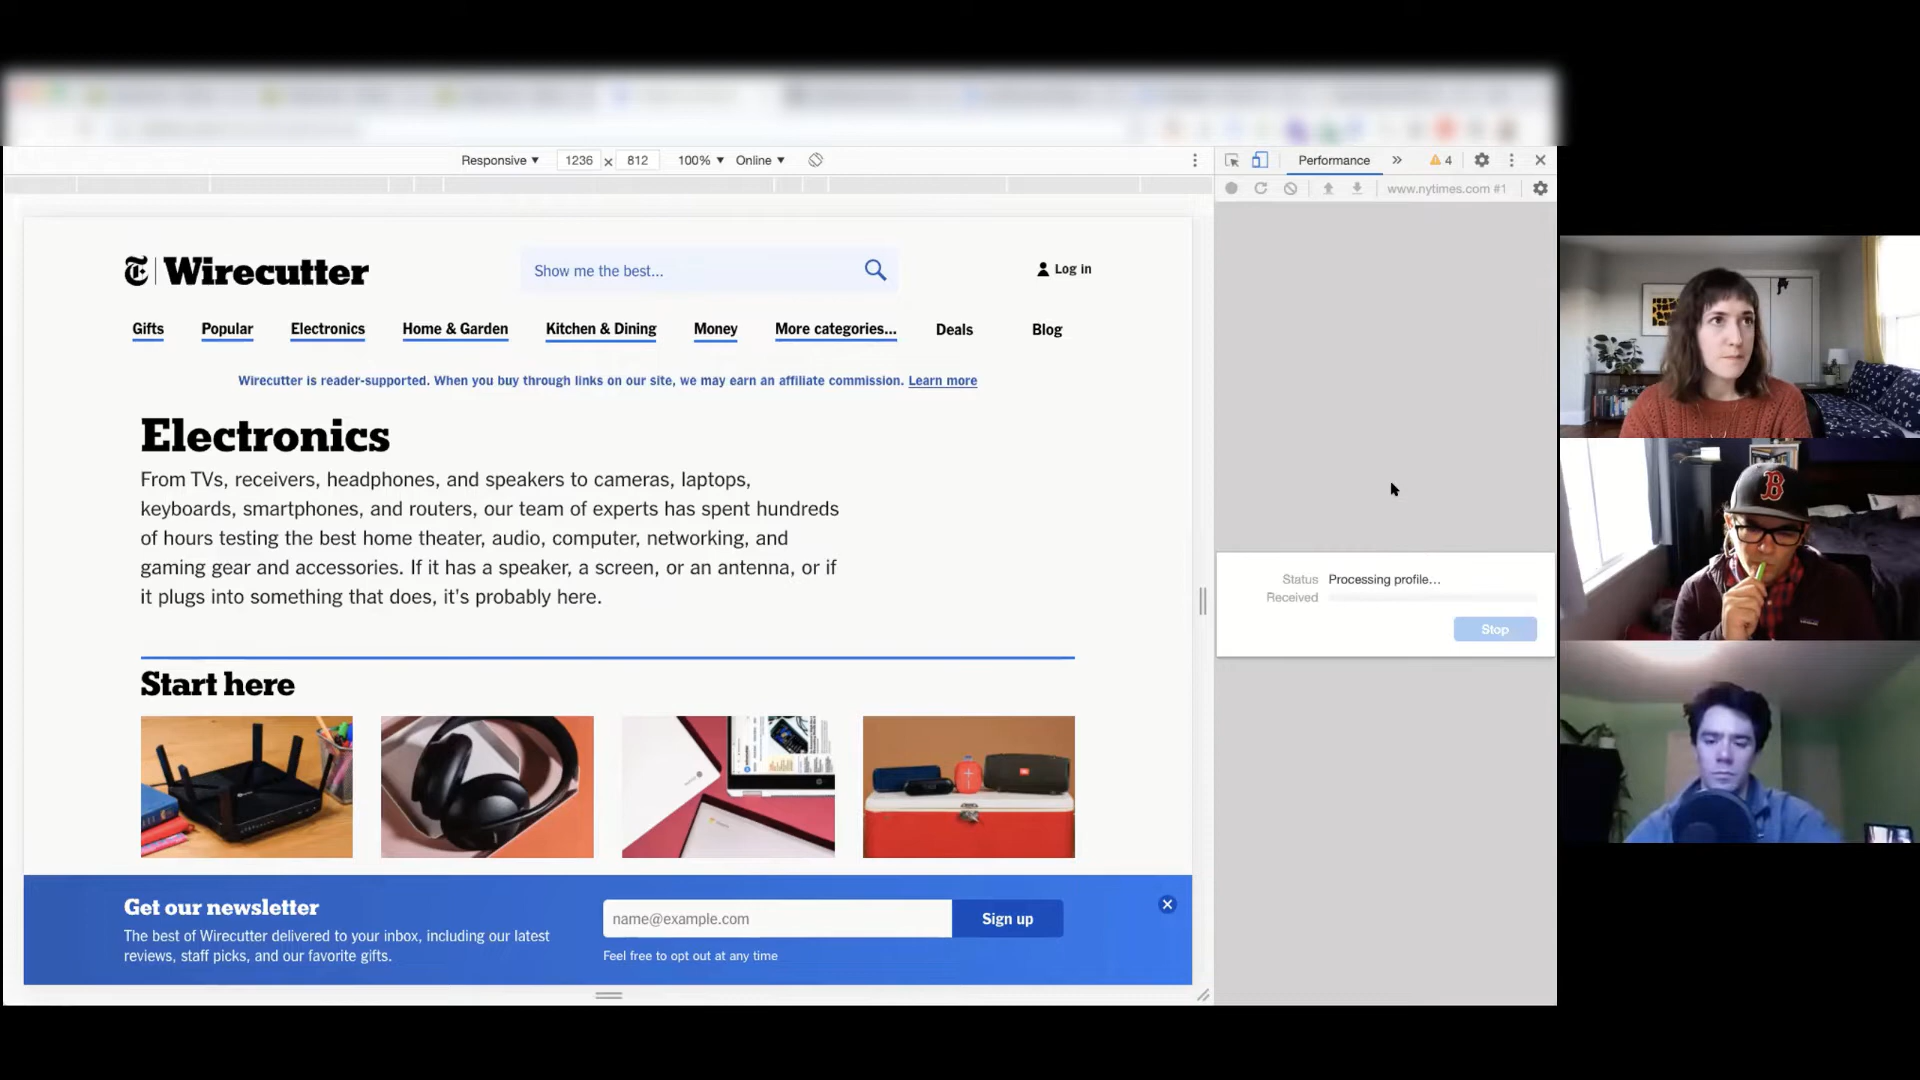 Responsive 1236 × 812 100% Online
Performance » 4
www.nytimes.com #1
T Wirecutter
Show me the best...
Log in
Gifts Popular Electronics Home & Garden Kitchen & Dining Money More categories... Deals Blog
Wirecutter is reader-supported. When you buy through links on our site, we may earn an affiliate commission. Learn more
Electronics
From TVs, receivers, headphones, and speakers to cameras, laptops,
keyboards, smartphones, and routers, our team of experts has spent hundreds
of hours testing the best home theater, audio, computer, networking, and
gaming gear and accessories. If it has a speaker, a screen, or an antenna, or if
it plugs into something that does, it's probably here.
Start here
Get our newsletter
The best of Wirecutter delivered to your inbox, including our latest
reviews, staff picks, and our favorite gifts.
name@example.com
Sign up
Feel free to opt out at any time
Status Processing profile...
Received
Stop
B